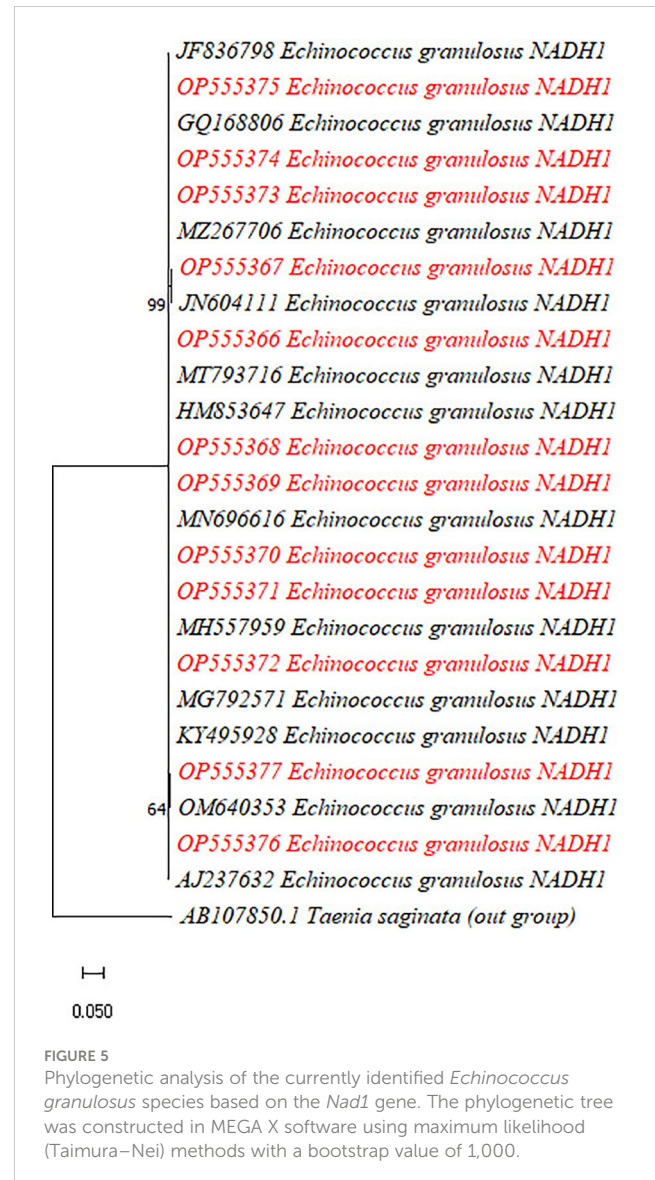 JF836798 Echinococcus granulosus NADH1
OP555375 Echinococcus granulosus NADH1
GQ168806 Echinococcus granulosus NADH1
OP555374 Echinococcus granulosus NADH1
OP555373 Echinococcus granulosus NADH1
MZ267706 Echinococcus granulosus NADH1
OP555367 Echinococcus granulosus NADH1
99 JN604111 Echinococcus granulosus NADH1
OP555366 Echinococcus granulosus NADH1
MT793716 Echinococcus granulosus NADH1
HM853647 Echinococcus granulosus NADH1
OP555368 Echinococcus granulosus NADH1
OP555369 Echinococcus granulosus NADH1
MN696616 Echinococcus granulosus NADH1
OP555370 Echinococcus granulosus NADH1
OP555371 Echinococcus granulosus NADH1
MH557959 Echinococcus granulosus NADH1
OP555372 Echinococcus granulosus NADH1
MG792571 Echinococcus granulosus NADH1
KY495928 Echinococcus granulosus NADH1
OP555377 Echinococcus granulosus NADH1
64 OM640353 Echinococcus granulosus NADH1
OP555376 Echinococcus granulosus NADH1
AJ237632 Echinococcus granulosus NADH1
AB107850.1 Taenia saginata (out group)
0.050
FIGURE 5
Phylogenetic analysis of the currently identified Echinococcus
granulosus species based on the Nad1 gene. The phylogenetic tree
was constructed in MEGA X software using maximum likelihood
(Taimura–Nei) methods with a bootstrap value of 1,000.